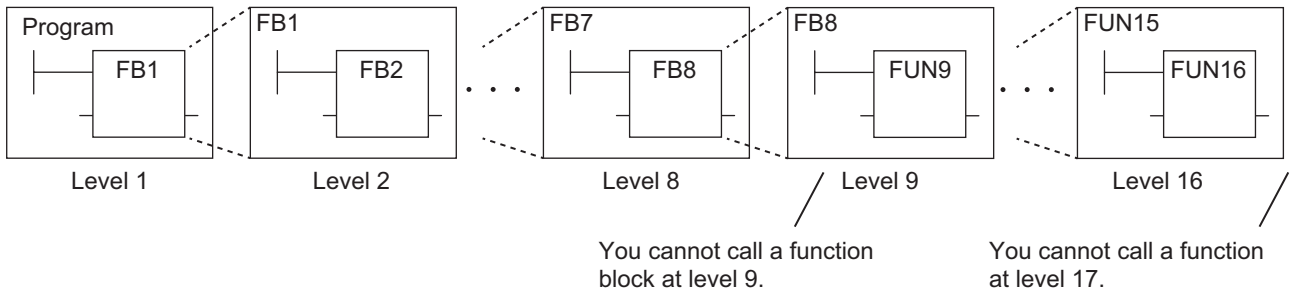 Program
FB1
FB1
FB2
. . .
FB7
FB8
FB8
FUN9
. . .
FUN15
FUN16
Level 1
Level 2
Level 8
Level 9
Level 16
You cannot call a function
block at level 9.
You cannot call a function
at level 17.